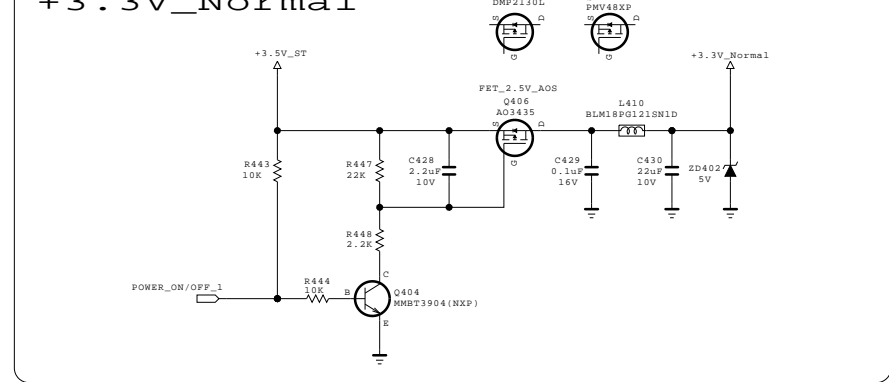 +3.3V_Normal
DMP2130L
PMV48XP
S
D
G
S
D
G
+3.5V_ST
+3.3V_Normal
FET_2.5V_AOS
Q406
AO3435
S
D
G
L410
BLM18PG121SN1D
R443
10K
R447
22K
C428
2.2uF
10V
C429
0.1uF
16V
C430
22uF
10V
ZD402
5V
R448
2.2K
POWER_ON/OFF_1
R444
10K
B
C
E
Q404
MMBT3904(NXP)